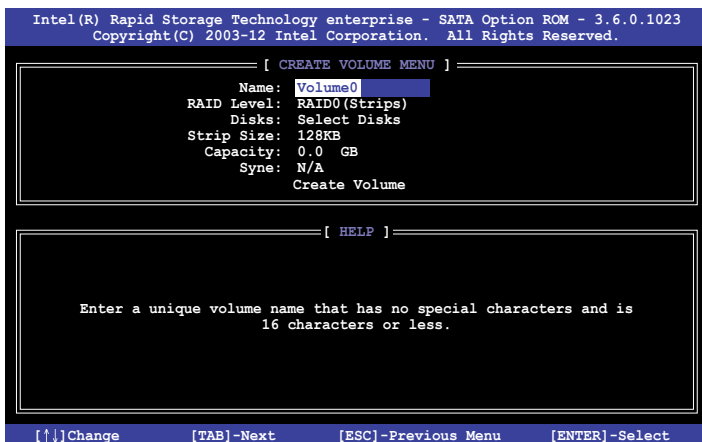 Intel(R) Rapid Storage Technology enterprise - SATA Option ROM - 3.6.0.1023
Copyright(C) 2003-12 Intel Corporation. All Rights Reserved.
[ CREATE VOLUME MENU ]
Name: Volume0
RAID Level: RAID0(Strips)
Disks: Select Disks
Strip Size: 128KB
Capacity: 0.0 GB
Syne: N/A
Create Volume
[ HELP ]
Enter a unique volume name that has no special characters and is
16 characters or less.
[↑↓]Change [TAB]-Next [ESC]-Previous Menu [ENTER]-Select